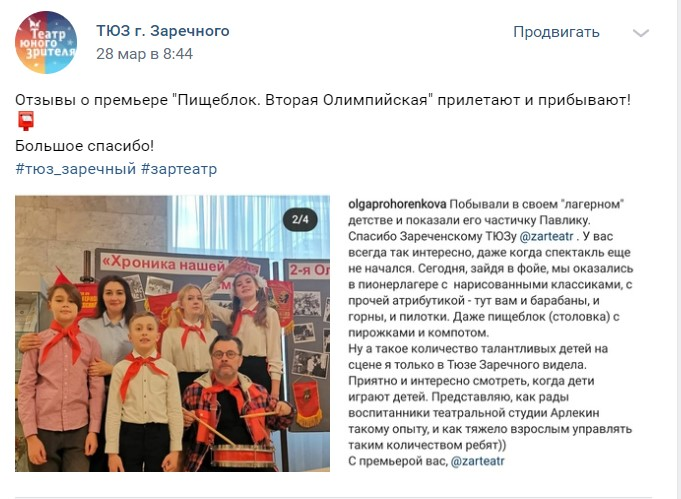 Театр
юного
зрителя
ТЮЗ г. Заречного
28 мар в 8:44
Продвигать
Отзывы о премьере "Пищеблок. Вторая Олимпийская" прилетают и прибывают!
Большое спасибо!
#тюз_заречный #зартеатр
2/4
«Хроника нашей
2-я Ол
olgaprohorenkova Побывали в своем "лагерном"
детстве и показали его частичку Павлику.
Спасибо Зареченскому ТЮЗу @zarteatr . У вас
всегда так интересно, даже когда спектакль еще
не начался. Сегодня, зайдя в фойе, мы оказались
в пионерлагере с нарисованными классиками, с
прочей атрибутикой - тут вам и барабаны, и
горны, и пилотки. Даже пищеблок (столовка) с
пирожками и компотом.
Ну а такое количество талантливых детей на
сцене я только в Тюзе Заречного видела.
Приятно и интересно смотреть, когда дети
играют детей. Представляю, как рады
воспитанники театральной студии Арлекин
такому опыту, и как тяжело взрослым управлять
таким количеством ребят))
С премьерой вас, @zarteatr